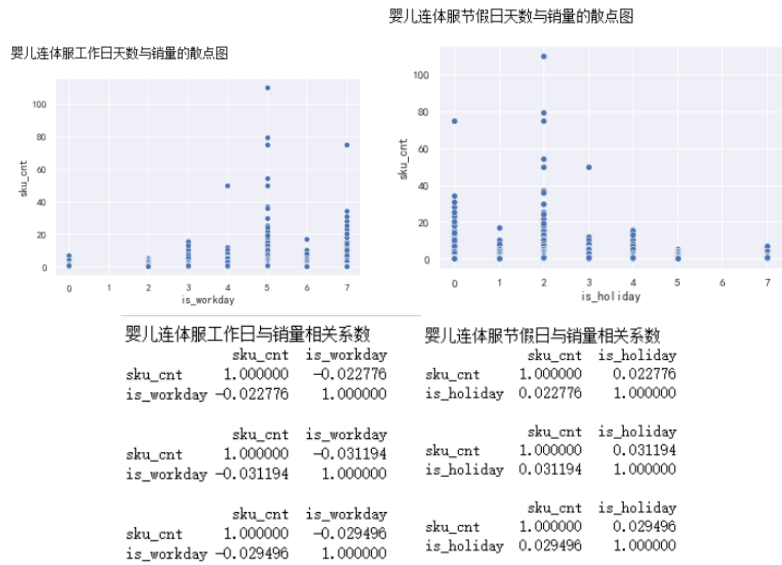 婴儿连体服节假日天数与销量的散点图
婴儿连体服工作日天数与销量的散点图
100
80
60
40
20
0
sku_cnt
0 1 2 3 4 5 6 7
is_workday
100
80
60
40
20
0
sku_cnt
0 1 2 3 4 5 6 7
is_holiday
婴儿连体服工作日与销量相关系数
sku_cnt is_workday
sku_cnt 1.000000 -0.022776
is_workday -0.022776 1.000000
sku_cnt is_workday
sku_cnt 1.000000 -0.031194
is_workday -0.031194 1.000000
sku_cnt is_workday
sku_cnt 1.000000 -0.029496
is_workday -0.029496 1.000000
婴儿连体服节假日与销量相关系数
sku_cnt is_holiday
sku_cnt 1.000000 0.022776
is_holiday 0.022776 1.000000
sku_cnt is_holiday
sku_cnt 1.000000 0.031194
is_holiday 0.031194 1.000000
sku_cnt is_holiday
sku_cnt 1.000000 0.029496
is_holiday 0.029496 1.000000